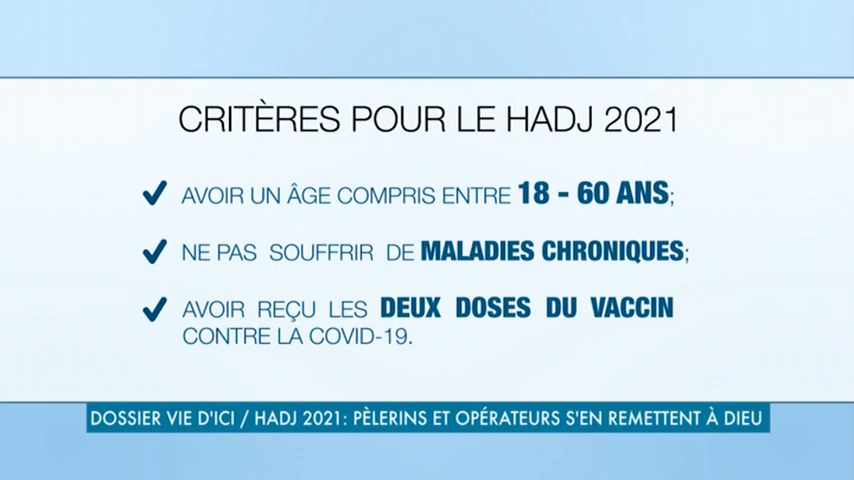 CRITÈRES POUR LE HADJ 2021
AVOIR UN ÂGE COMPRIS ENTRE 18 - 60 ANS;
NE PAS SOUFFRIR DE MALADIES CHRONIQUES;
AVOIR REÇU LES DEUX DOSES DU VACCIN
CONTRE LA COVID-19.
DOSSIER VIE D'ICI / HADJ 2021: PÈLERINS ET OPÉRATEURS S'EN REMETTENT À DIEU